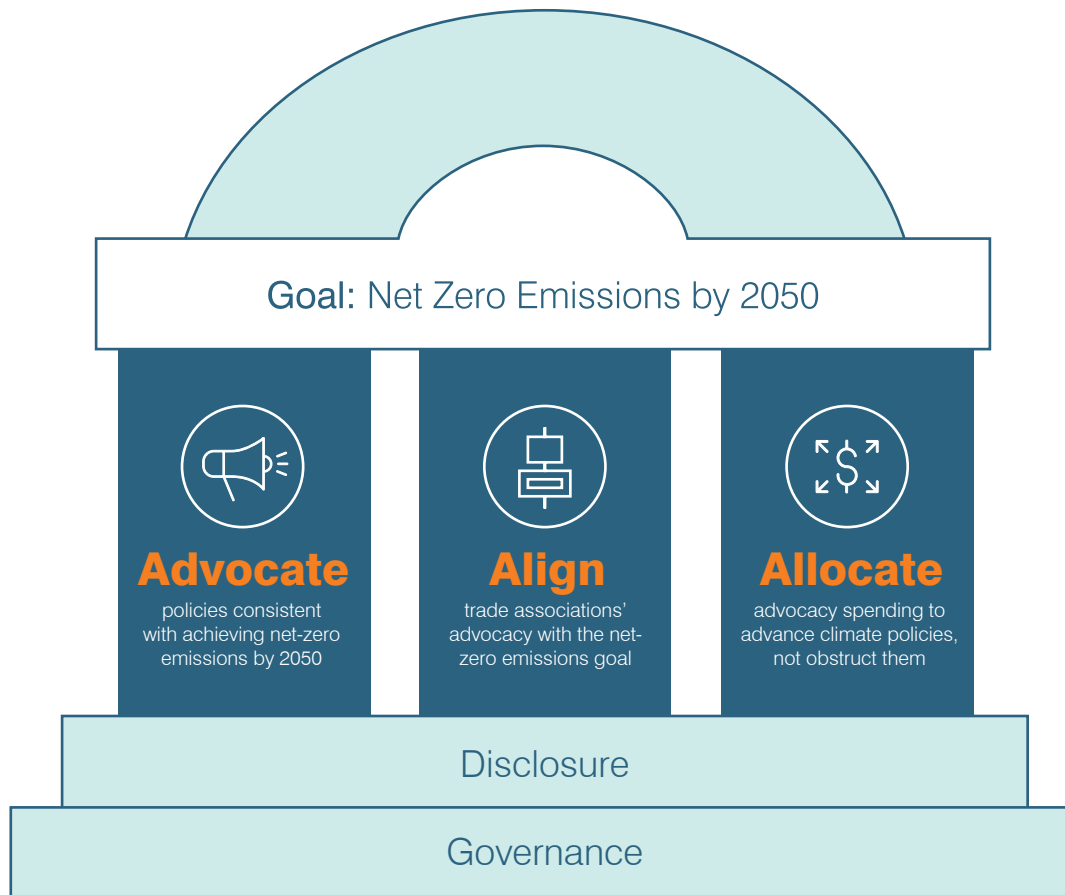 Goal: Net Zero Emissions by 2050
Advocate
policies consistent
with achieving net-zero
emissions by 2050
Align
trade associations'
advocacy with the net-
zero emissions goal
Allocate
advocacy spending to
advance climate policies,
not obstruct them
Disclosure
Governance